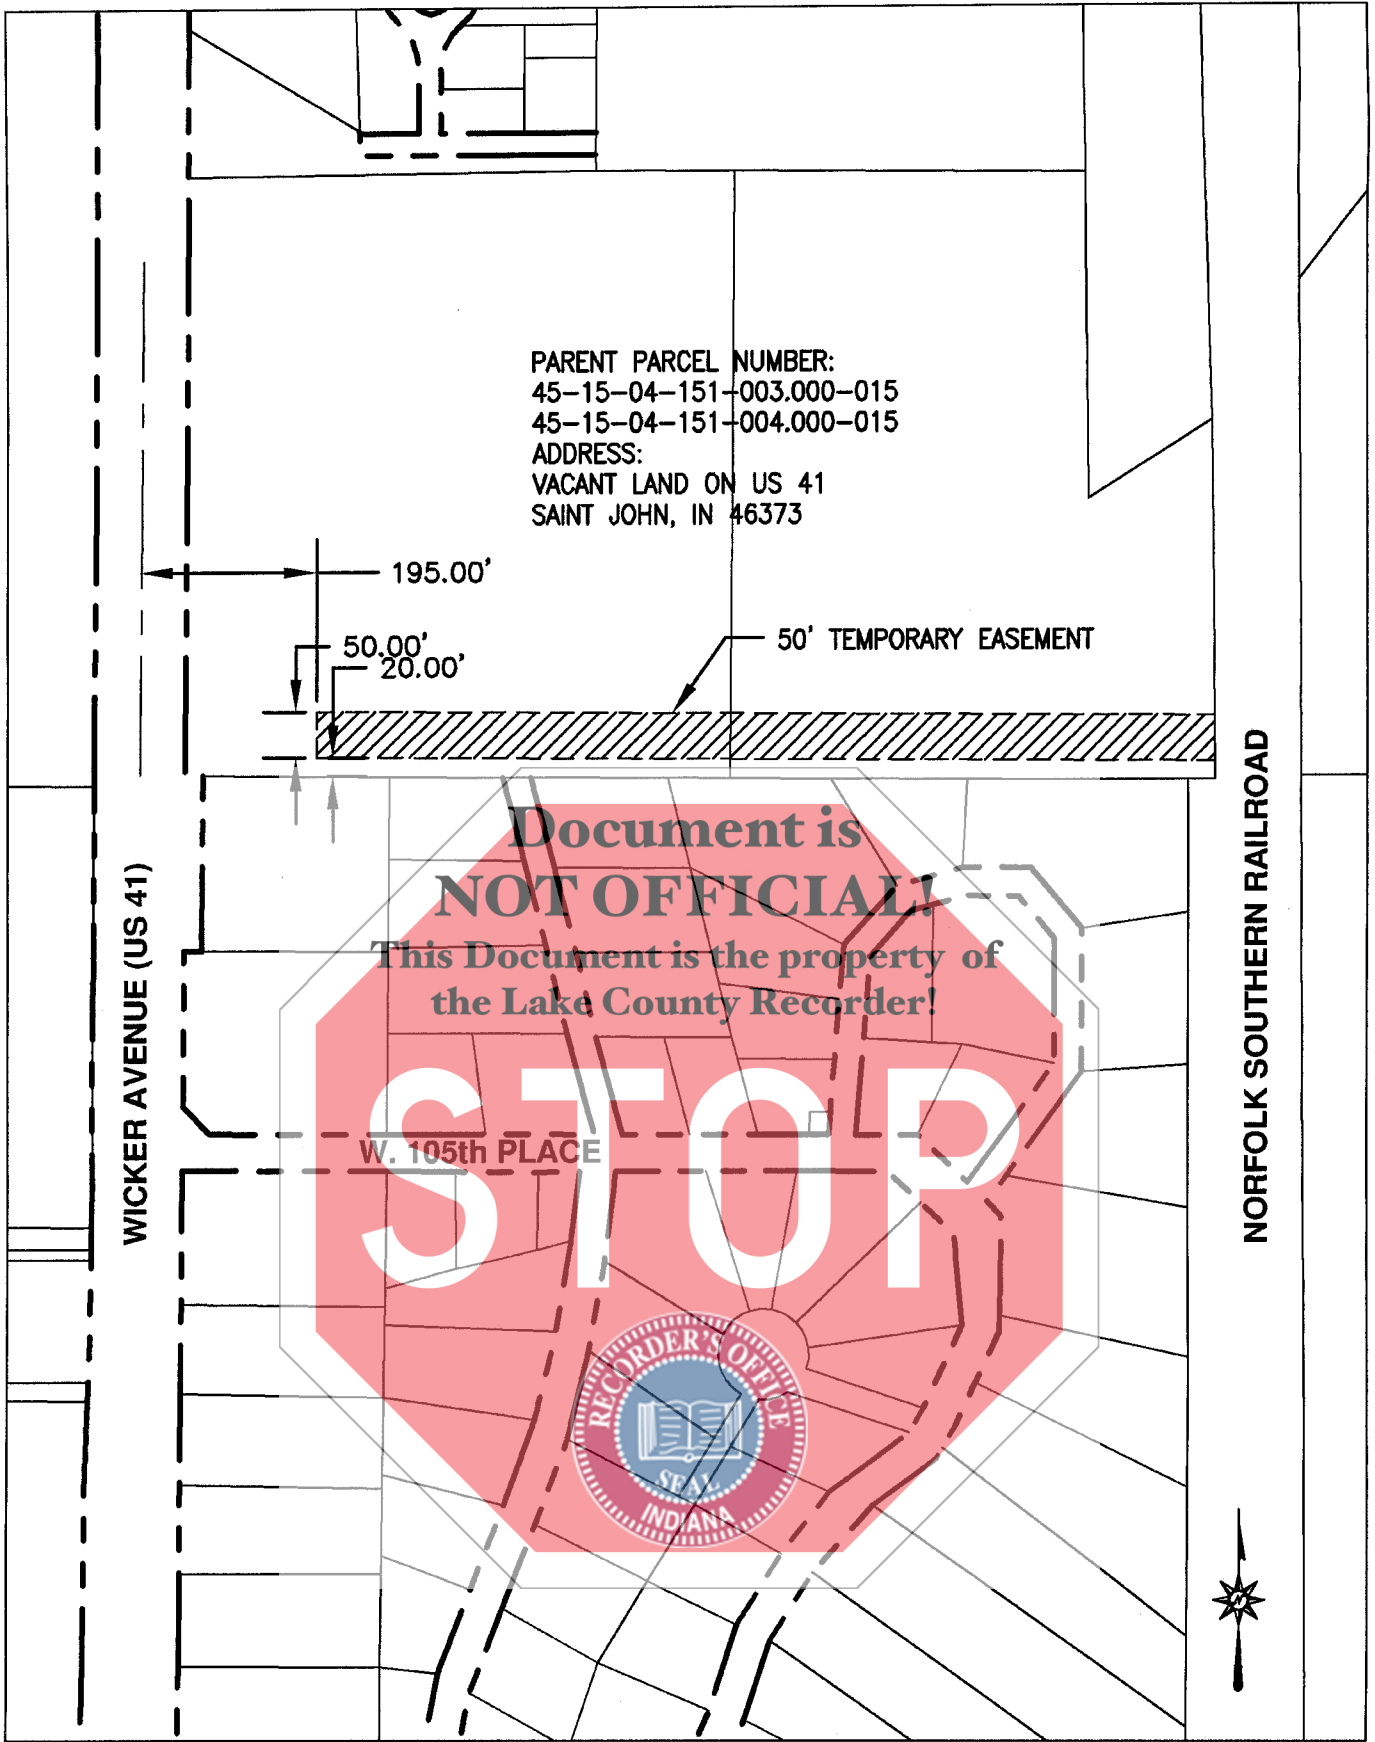 PARENT PARCEL NUMBER:
45-15-04-151-003.000-015
45-15-04-151-004.000-015
ADDRESS:
VACANT LAND ON US 41
SAINT JOHN, IN 46373
195.00'
50.00'
20.00'
50' TEMPORARY EASEMENT
WICKER AVENUE (US 41)
NORFOLK SOUTHERN RAILROAD
Document is
NOT OFFICIAL!
This Document is the property of
the Lake County Recorder!
STOP
W. 105th PLACE
RECORDER'S OFFICE
SEAL
INDIANA
N